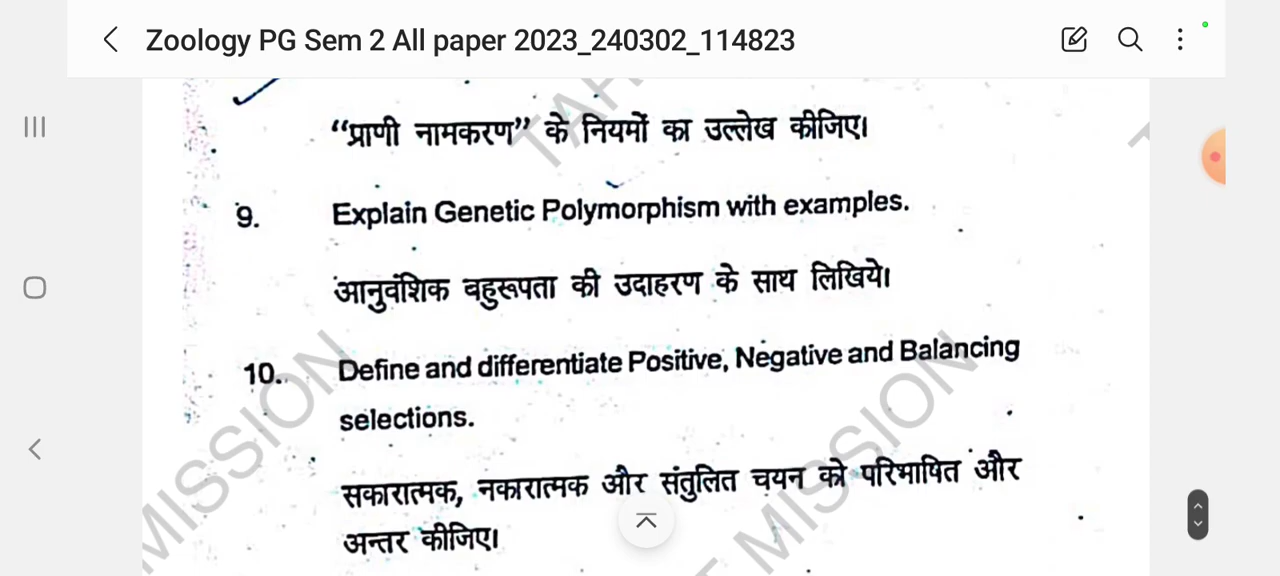 Zoology PG Sem 2 All paper 2023_240302_114823
“प्राणी नामकरण” के नियमों का उल्लेख कीजिए।
9. Explain Genetic Polymorphism with examples.
आनुवंशिक बहुरूपता की उदाहरण के साथ लिखिये।
10. Define and differentiate Positive, Negative and Balancing
selections.
सकारात्मक, नकारात्मक और संतुलित चयन को परिभाषित और
अन्तर कीजिए।
MISSION
MISSION